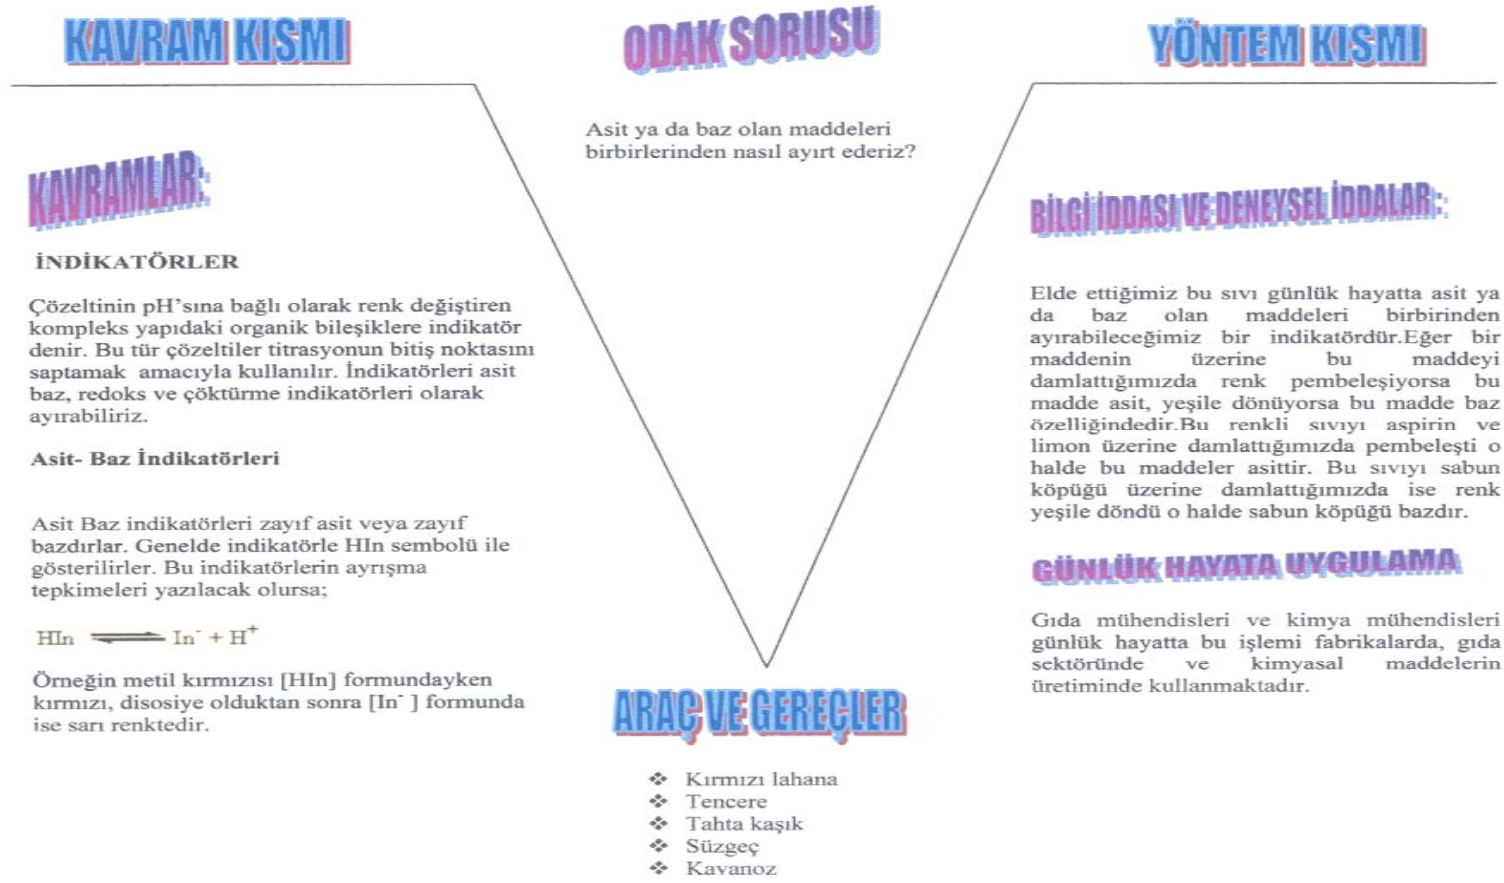 KAVRAM KISMI
ODAK SORUSU
YÖNTEM KISMI
Asit ya da baz olan maddeleri
birbirlerinden nasıl ayırt ederiz?
KAVRAMLAR:
İNDİKATÖRLER
Çözeltinin pH'sına bağlı olarak renk değiştiren
kompleks yapıdaki organik bileşiklere indikatör
denir. Bu tür çözeltiler titrasyonun bitiş noktasını
saptamak amacıyla kullanılır. İndikatörleri asit
baz, redoks ve çöktürme indikatörleri olarak
ayırabiliriz.
Asit- Baz İndikatörleri
Asit Baz indikatörleri zayıf asit veya zayıf
bazdırlar. Genelde indikatörle HIn sembolü ile
gösterilirler. Bu indikatörlerin ayrışma
tepkimeleri yazılacak olursa;
HIn ⇌ In⁻ + H⁺
Örneğin metil kırmızısı [HIn] formundayken
kırmızı, disosiye olduktan sonra [In⁻ ] formunda
ise sarı renktedir.
BİLGİ İDDASI VE DENEYSEL İDDALAR:
Elde ettiğimiz bu sıvı günlük hayatta asit ya
da baz olan maddeleri birbirinden
ayırabileceğimiz bir indikatördür.Eğer bir
maddenin üzerine bu maddeyi
damlattığımızda renk pembeleşiyorsa bu
madde asit, yeşile dönüyorsa bu madde baz
özelliğindedir.Bu renkli sıvıyı aspirin ve
limon üzerine damlattığımızda pembeleşti o
halde bu maddeler asittir. Bu sıvıyı sabun
köpüğü üzerine damlattığımızda ise renk
yeşile döndü o halde sabun köpüğü bazdır.
GÜNLÜK HAYATA UYGULAMA
Gıda mühendisleri ve kimya mühendisleri
günlük hayatta bu işlemi fabrikalarda, gıda
sektöründe ve kimyasal maddelerin
üretiminde kullanmaktadır.
ARAÇ VE GEREÇLER
❖ Kırmızı lahana
❖ Tencere
❖ Tahta kaşık
❖ Süzgeç
❖ Kavanoz